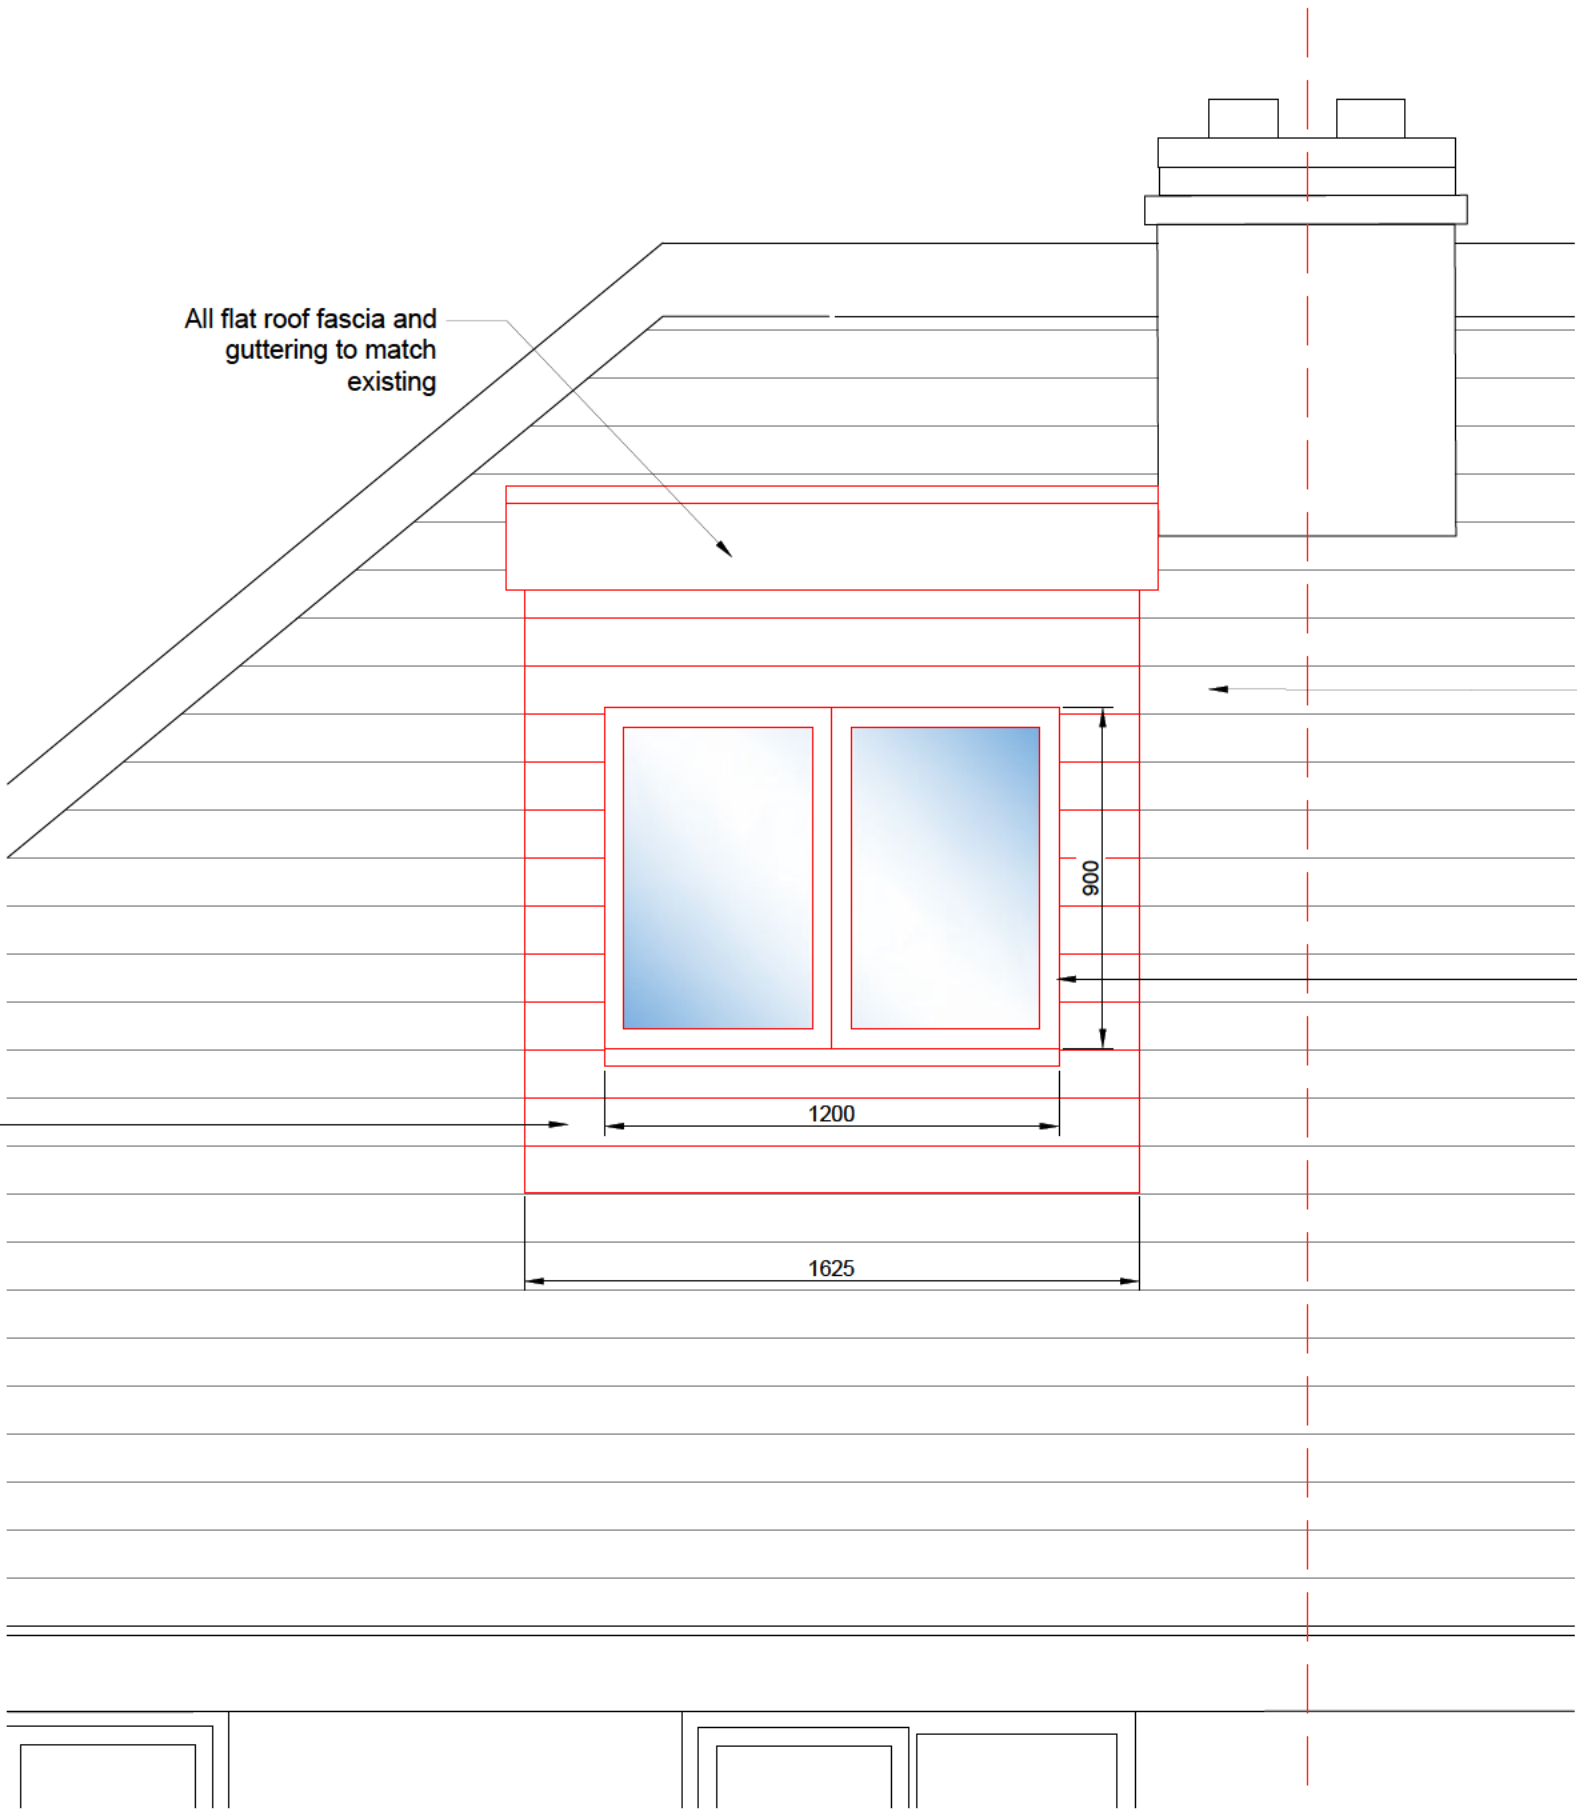 All flat roof fascia and
guttering to match
existing
900
1200
1625